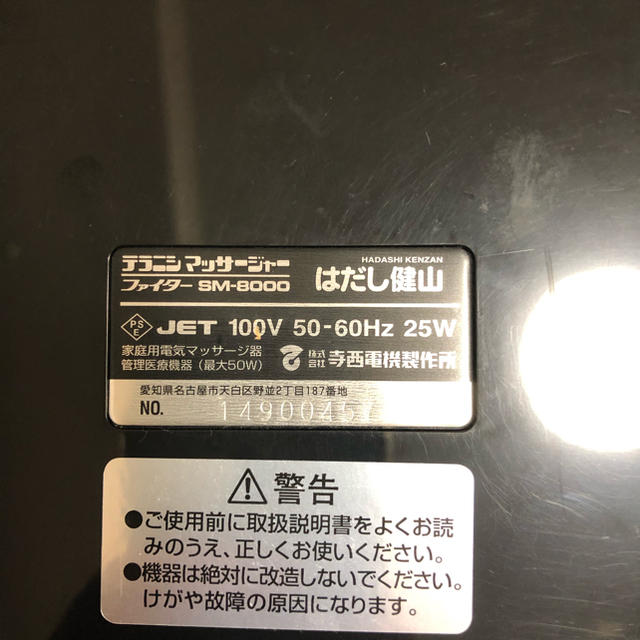 テラニシ マッサージャー
ファイター SM-8000
HADASHI KENZAN
はだし健山
PSE JET 100V 50-60Hz 25W
家庭用電気マッサージ器
管理医療機器(最大50W)
株式会社 寺西電機製作所
愛知県名古屋市天白区野並2丁目187番地
NO.
⚠警告
●ご使用前に取扱説明書をよくお読
みのうえ、正しくお使いください。
●機器は絶対に改造しないでください。
けがや故障の原因になります。